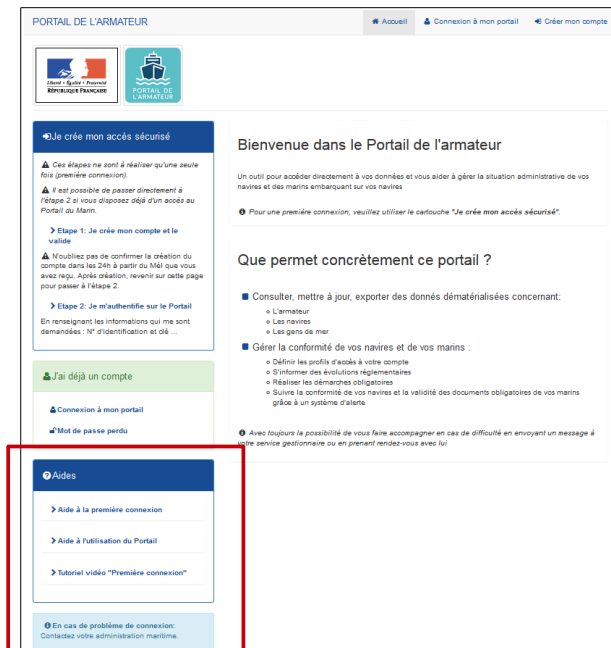 PORTAIL DE L'ARMATEUR
Accueil
Connexion à mon portail
Créer mon compte
Liberté • Égalité • Fraternité
RÉPUBLIQUE FRANÇAISE
PORTAIL DE
L'ARMATEUR
Je crée mon accès sécurisé
Ces étapes ne sont à réaliser qu'une seule
fois (première connexion).
Il est possible de passer directement à
l'étape 2 si vous disposez déjà d'un accès au
Portail du Marin.
Etape 1: Je crée mon compte et le
valide
N'oubliez pas de confirmer la création du
compte dans les 24h à partir du Mél que vous
avez reçu. Après création, revenir sur cette page
pour passer à l'étape 2.
Etape 2: Je m'authentifie sur le Portail
En renseignant les informations qui me sont
demandées : N° d'identification et clé ...
J'ai déjà un compte
Connexion à mon portail
Mot de passe perdu
Aides
Aide à la première connexion
Aide à l'utilisation du Portail
Tutoriel vidéo "Première connexion"
En cas de problème de connexion:
Contactez votre administration maritime.
Bienvenue dans le Portail de l'armateur
Un outil pour accéder directement à vos données et vous aider à gérer la situation administrative de vos
navires et des marins embarquant sur vos navires
Pour une première connexion, veuillez utiliser le cartouche "Je crée mon accès sécurisé".
Que permet concrètement ce portail ?
Consulter, mettre à jour, exporter des donnés dématérialisées concernant:
L'armateur
Les navires
Les gens de mer
Gérer la conformité de vos navires et de vos marins :
Définir les profils d'accès à votre compte
S'informer des évolutions réglementaires
Réaliser les démarches obligatoires
Suivre la conformité de vos navires et la validité des documents obligatoires de vos marins
grâce à un système d'alerte
Avec toujours la possibilité de vous faire accompagner en cas de difficulté en envoyant un message à
votre service gestionnaire ou en prenant rendez-vous avec lui